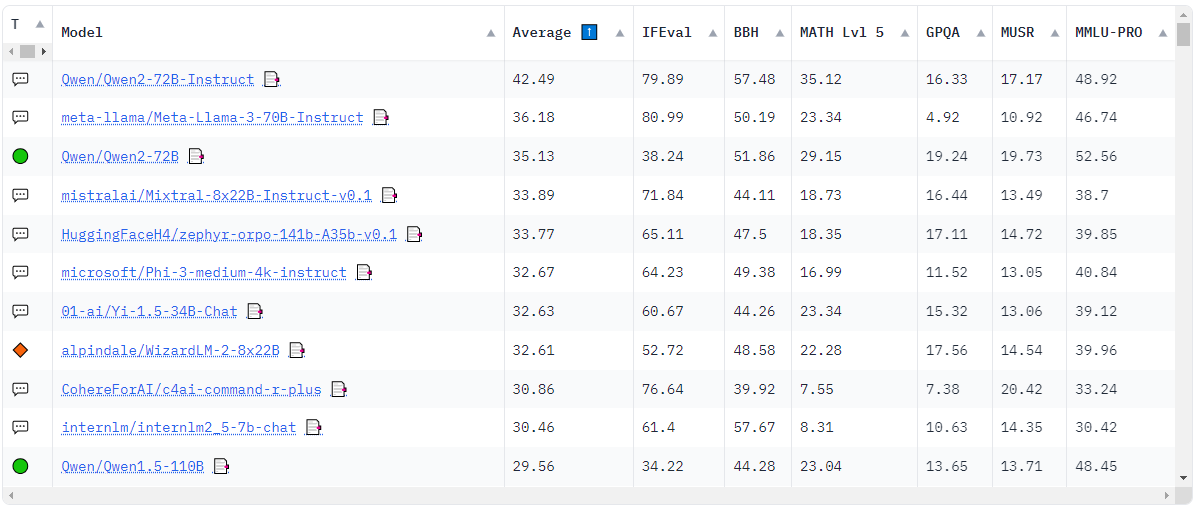 T Model Average ⬆️ IFEval BBH MATH Lvl 5 GPQA MUSR MMLU-PRO
Qwen/Qwen2-72B-Instruct 42.49 79.89 57.48 35.12 16.33 17.17 48.92
meta-llama/Meta-Llama-3-70B-Instruct 36.18 80.99 50.19 23.34 4.92 10.92 46.74
Qwen/Qwen2-72B 35.13 38.24 51.86 29.15 19.24 19.73 52.56
mistralai/Mixtral-8x22B-Instruct-v0.1 33.89 71.84 44.11 18.73 16.44 13.49 38.7
HuggingFaceH4/zephyr-orpo-141b-A35b-v0.1 33.77 65.11 47.5 18.35 17.11 14.72 39.85
microsoft/Phi-3-medium-4k-instruct 32.67 64.23 49.38 16.99 11.52 13.05 40.84
01-ai/Yi-1.5-34B-Chat 32.63 60.67 44.26 23.34 15.32 13.06 39.12
alpindale/WizardLM-2-8x22B 32.61 52.72 48.58 22.28 17.56 14.54 39.96
CohereForAI/c4ai-command-r-plus 30.86 76.64 39.92 7.55 7.38 20.42 33.24
internlm/internlm2_5-7b-chat 30.46 61.4 57.67 8.31 10.63 14.35 30.42
Qwen/Qwen1.5-110B 29.56 34.22 44.28 23.04 13.65 13.71 48.45